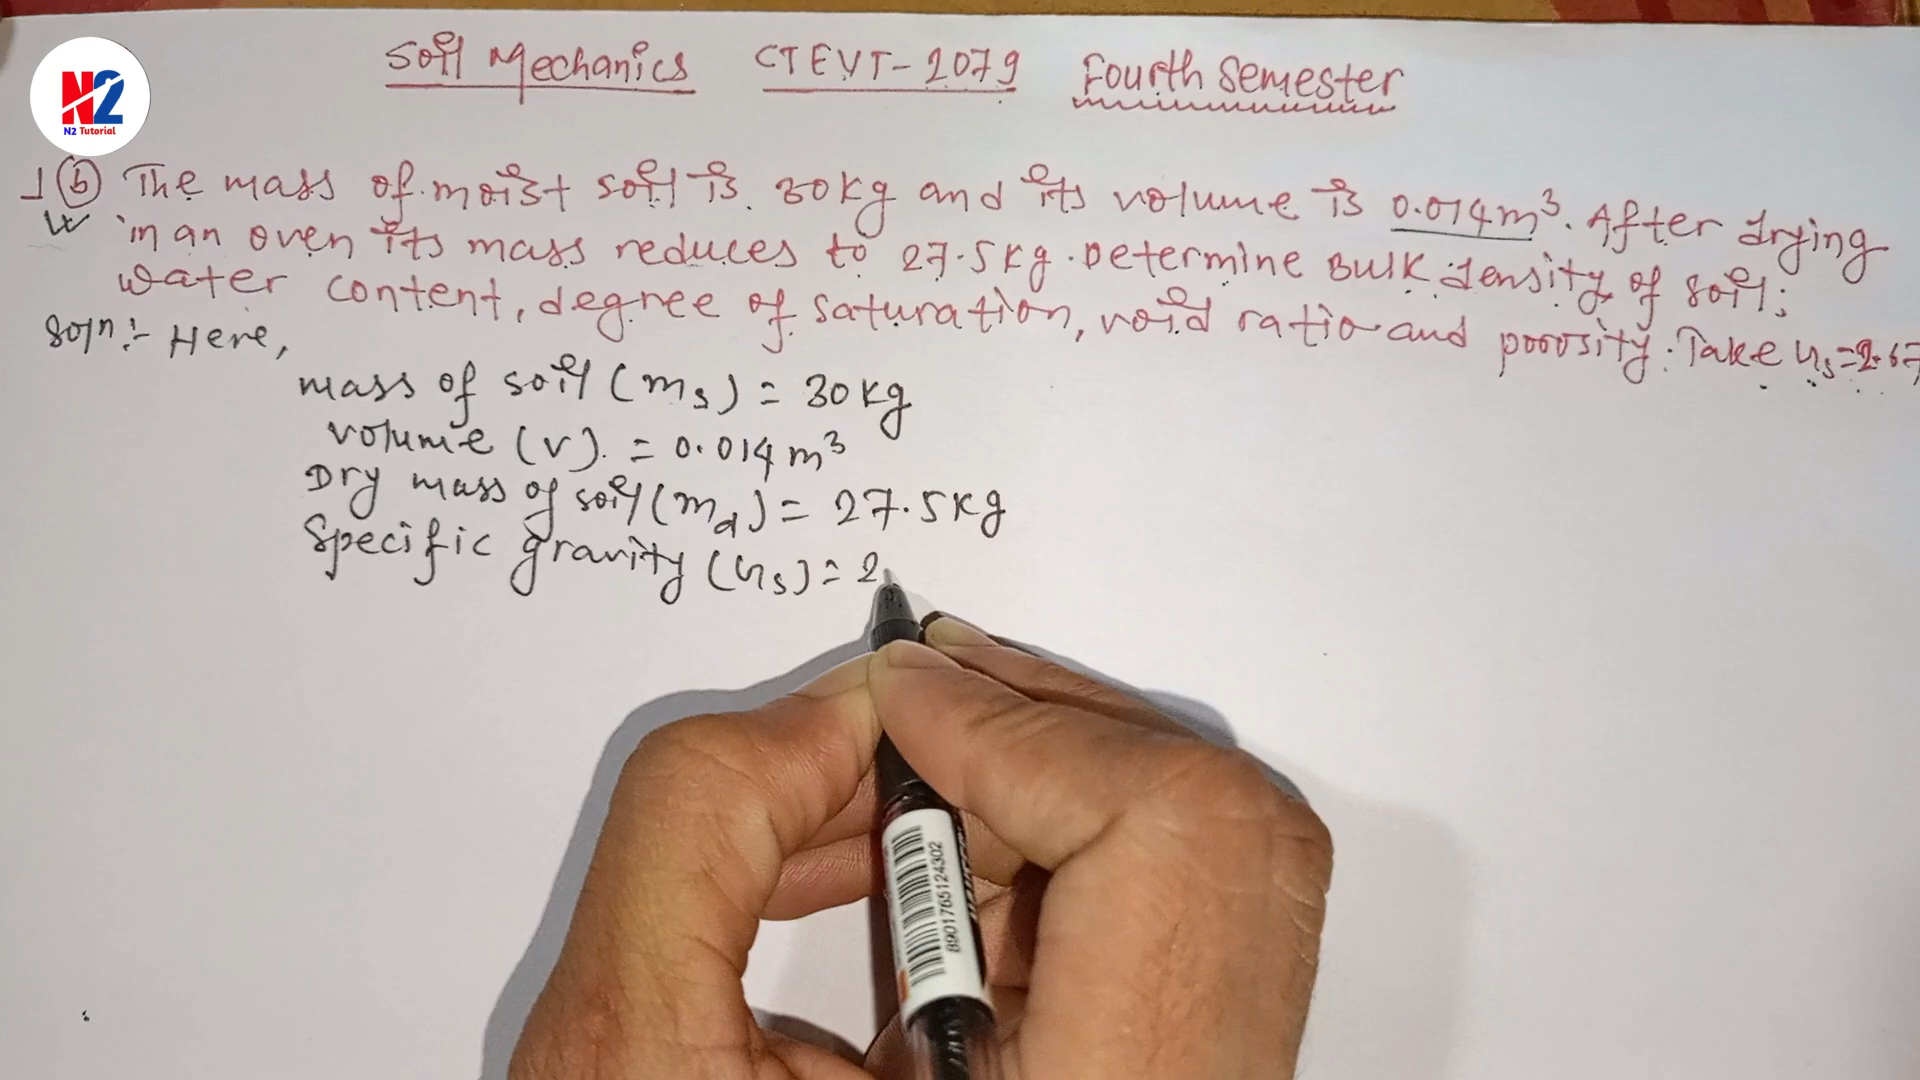 N2
N2 Tutorial
Soil Mechanics CTEVT-2079 Fourth Semester
1 (b) The mass of moist soil is 30kg and its volume is 0.014m³. After drying
in an oven its mass reduces to 27.5kg. Determine Bulk density of soil;
water content, degree of saturation, void ratio and porosity. Take Gs=2.67
Soln:- Here,
mass of soil (ms) = 30kg
volume (v). = 0.014m³
Dry mass of soil (md) = 27.5kg
Specific gravity (Gs) = 2
8901765124302